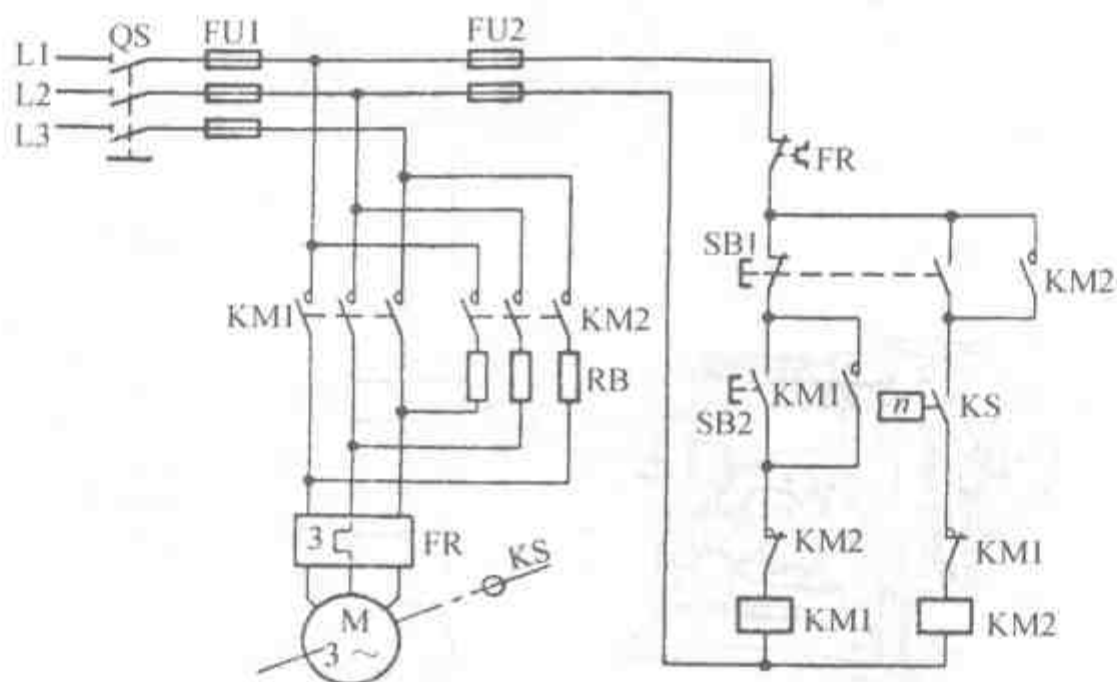 QS FU1 FU2
L1
L2
L3
FR
SB1
KM2
KM1 KM2
RB
KM1 n KS
SB2
3 FR
KS
KM2 KM1
M
3 ~
KM1 KM2